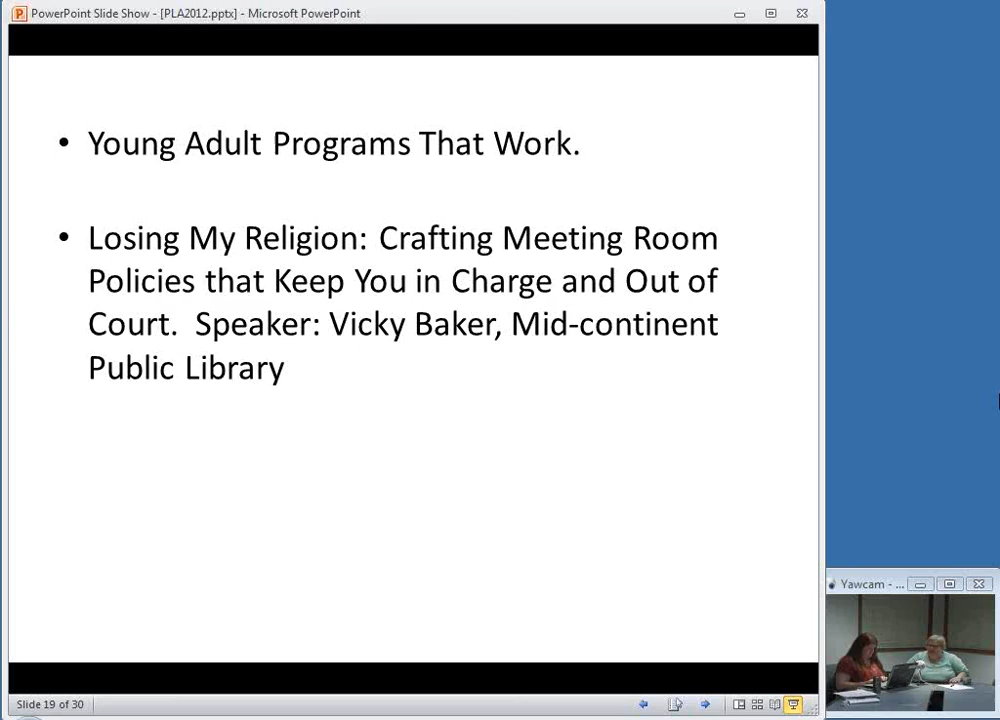 PowerPoint Slide Show - [PLA2012.pptx] - Microsoft PowerPoint
• Young Adult Programs That Work.
• Losing My Religion: Crafting Meeting Room
Policies that Keep You in Charge and Out of
Court. Speaker: Vicky Baker, Mid-continent
Public Library
Yawcam - ...
Slide 19 of 30